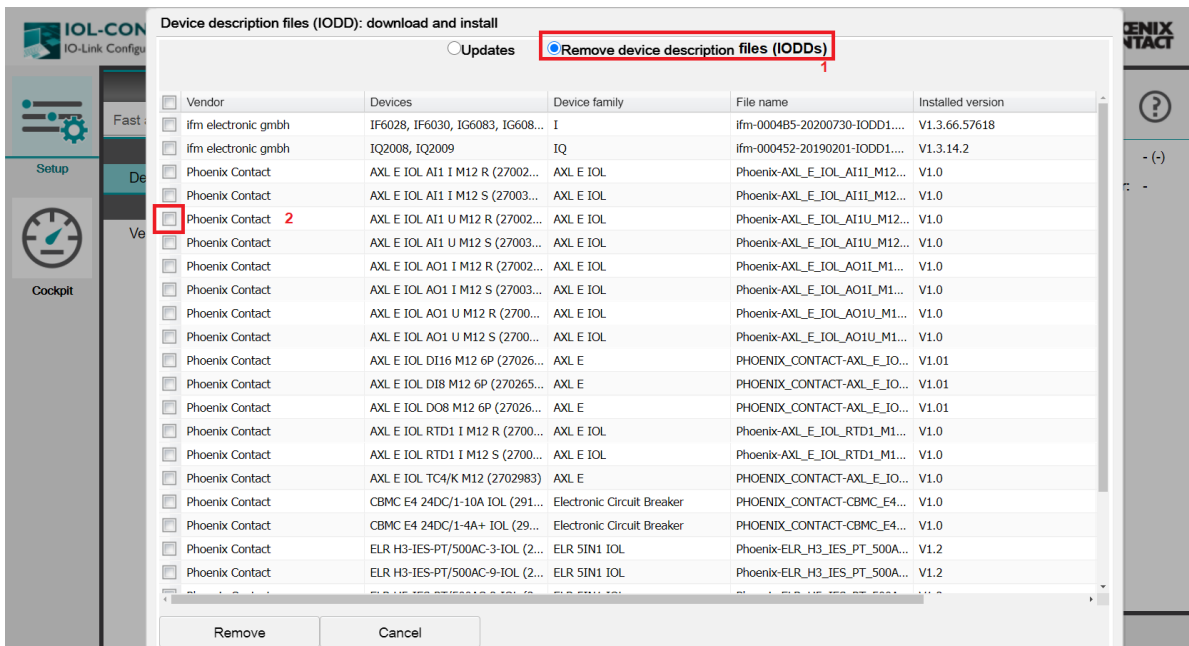 IOL-CON
IO-Link Configu
Device description files (IODD): download and install
ŒNIX
NTACT
Updates
Remove device description files (IODDs)
1
Vendor Devices Device family File name Installed version
ifm electronic gmbh IF6028, IF6030, IG6083, IG608... I ifm-0004B5-20200730-IODD1.... V1.3.66.57618
ifm electronic gmbh IQ2008, IQ2009 IQ ifm-000452-20190201-IODD1.... V1.3.14.2
Phoenix Contact AXL E IOL AI1 I M12 R (27002... AXL E IOL Phoenix-AXL_E_IOL_AI1I_M12... V1.0
Phoenix Contact AXL E IOL AI1 I M12 S (27003... AXL E IOL Phoenix-AXL_E_IOL_AI1I_M12... V1.0
Phoenix Contact 2 AXL E IOL AI1 U M12 R (27002... AXL E IOL Phoenix-AXL_E_IOL_AI1U_M12... V1.0
Phoenix Contact AXL E IOL AI1 U M12 S (27003... AXL E IOL Phoenix-AXL_E_IOL_AI1U_M12... V1.0
Phoenix Contact AXL E IOL AO1 I M12 R (27002... AXL E IOL Phoenix-AXL_E_IOL_AO1I_M1... V1.0
Phoenix Contact AXL E IOL AO1 I M12 S (27003... AXL E IOL Phoenix-AXL_E_IOL_AO1I_M1... V1.0
Phoenix Contact AXL E IOL AO1 U M12 R (2700... AXL E IOL Phoenix-AXL_E_IOL_AO1U_M1... V1.0
Phoenix Contact AXL E IOL AO1 U M12 S (2700... AXL E IOL Phoenix-AXL_E_IOL_AO1U_M1... V1.0
Phoenix Contact AXL E IOL DI16 M12 6P (27026... AXL E PHOENIX_CONTACT-AXL_E_IO... V1.01
Phoenix Contact AXL E IOL DI8 M12 6P (270265... AXL E PHOENIX_CONTACT-AXL_E_IO... V1.01
Phoenix Contact AXL E IOL DO8 M12 6P (27026... AXL E PHOENIX_CONTACT-AXL_E_IO... V1.01
Phoenix Contact AXL E IOL RTD1 I M12 R (2700... AXL E IOL Phoenix-AXL_E_IOL_RTD1_M1... V1.0
Phoenix Contact AXL E IOL RTD1 I M12 S (2700... AXL E IOL Phoenix-AXL_E_IOL_RTD1_M1... V1.0
Phoenix Contact AXL E IOL TC4/K M12 (2702983) AXL E PHOENIX_CONTACT-AXL_E_IO... V1.0
Phoenix Contact CBMC E4 24DC/1-10A IOL (291... Electronic Circuit Breaker PHOENIX_CONTACT-CBMC_E4... V1.0
Phoenix Contact CBMC E4 24DC/1-4A+ IOL (29... Electronic Circuit Breaker PHOENIX_CONTACT-CBMC_E4... V1.0
Phoenix Contact ELR H3-IES-PT/500AC-3-IOL (2... ELR 5IN1 IOL Phoenix-ELR_H3_IES_PT_500A... V1.2
Phoenix Contact ELR H3-IES-PT/500AC-9-IOL (2... ELR 5IN1 IOL Phoenix-ELR_H3_IES_PT_500A... V1.2
Remove Cancel
Setup
Cockpit
Fast
De
Ve
?
- (-)
r: -